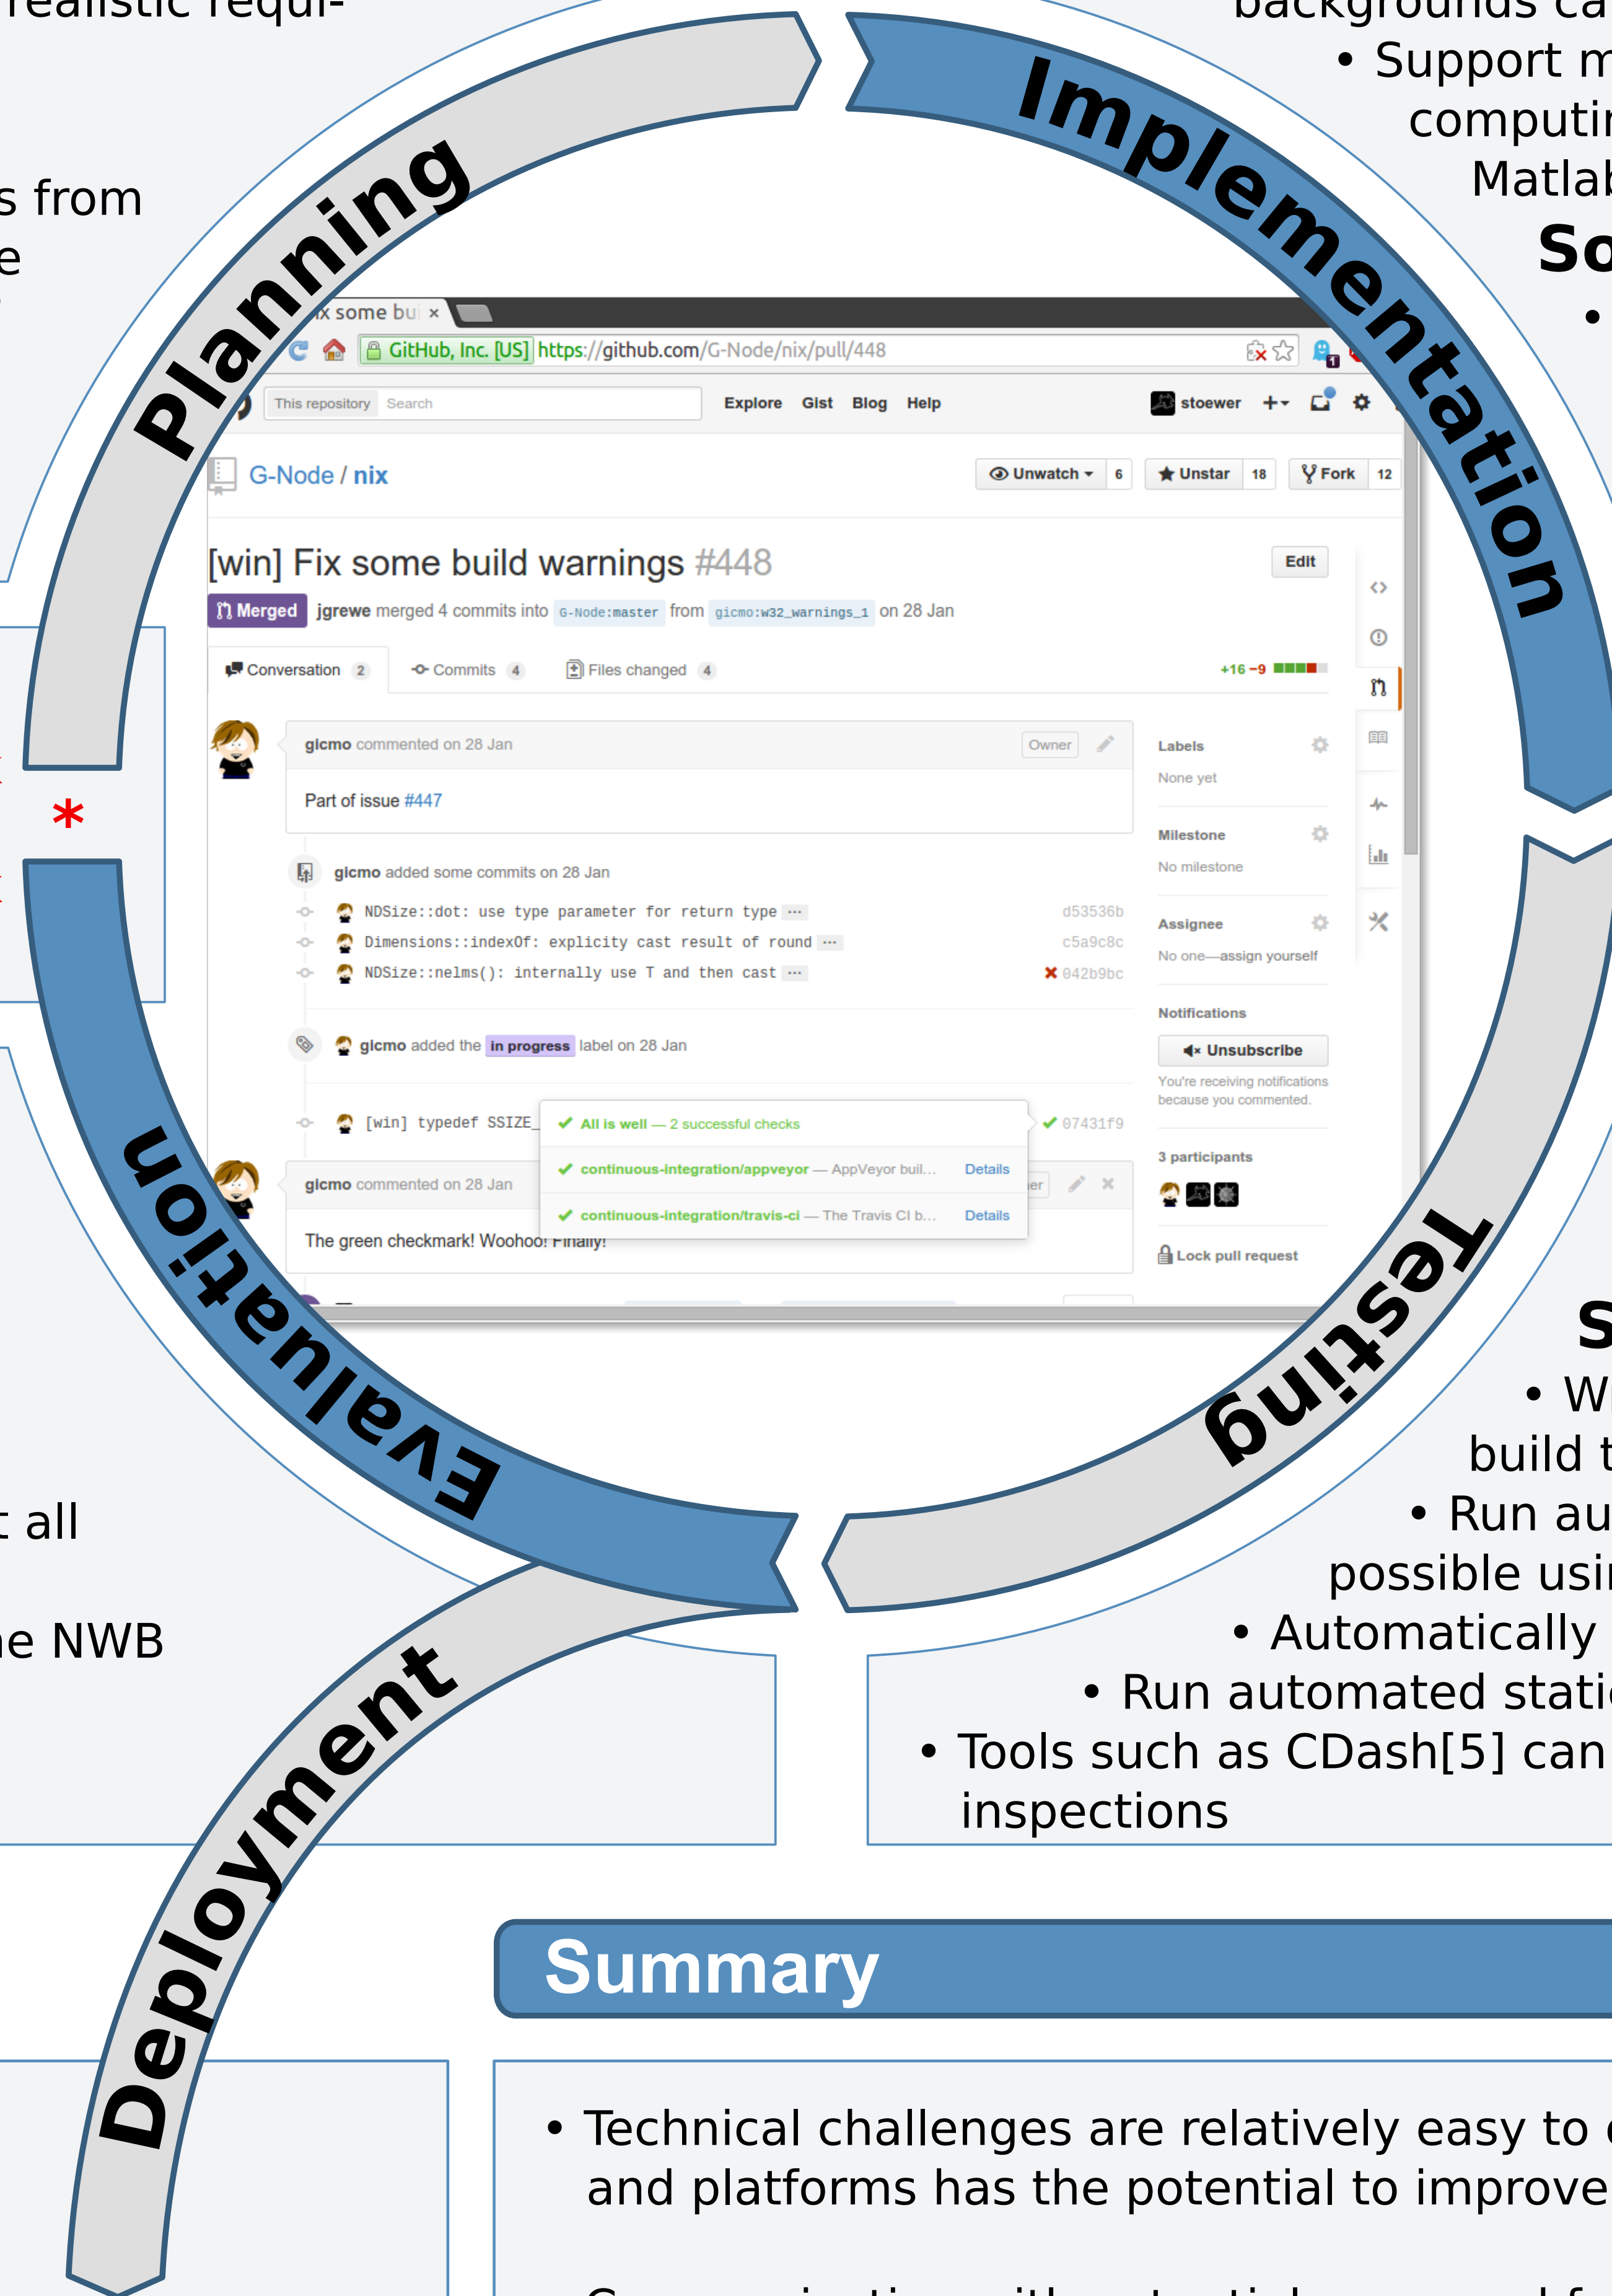 realistic requi-
s from
e
backgrounds ca
• Support m
computin
Matlab
So
•
Planning
Implementation
Testing
Evaluation
Deployment
*
ix some bui ×
GitHub, Inc. [US] https://github.com/G-Node/nix/pull/448
1
This repository Search
Explore Gist Blog Help
stoewer
G-Node / nix
Unwatch 6
Unstar 18
Fork 12
[win] Fix some build warnings #448
Edit
Merged jgrewe merged 4 commits into G-Node:master from gicmo:w32_warnings_1 on 28 Jan
Conversation 2
Commits 4
Files changed 4
+16 −9
gicmo commented on 28 Jan
Owner
Part of issue #447
gicmo added some commits on 28 Jan
NDSize::dot: use type parameter for return type ... d53536b
Dimensions::indexOf: explicity cast result of round ... c5a9c8c
NDSize::nelms(): internally use T and then cast ... 042b9bc
gicmo added the in progress label on 28 Jan
[win] typedef SSIZE_ 07431f9
All is well — 2 successful checks
continuous-integration/appveyor — AppVeyor buil... Details
continuous-integration/travis-ci — The Travis CI b... Details
gicmo commented on 28 Jan
er
The green checkmark! Woohoo! Finally!
Labels
None yet
Milestone
No milestone
Assignee
No one—assign yourself
Notifications
Unsubscribe
You're receiving notifications
because you commented.
3 participants
Lock pull request
t all
ne NWB
S
• Wr
build t
• Run au
possible usin
• Automatically
• Run automated stati
• Tools such as CDash[5] can
inspections
Summary
• Technical challenges are relatively easy to
and platforms has the potential to improve